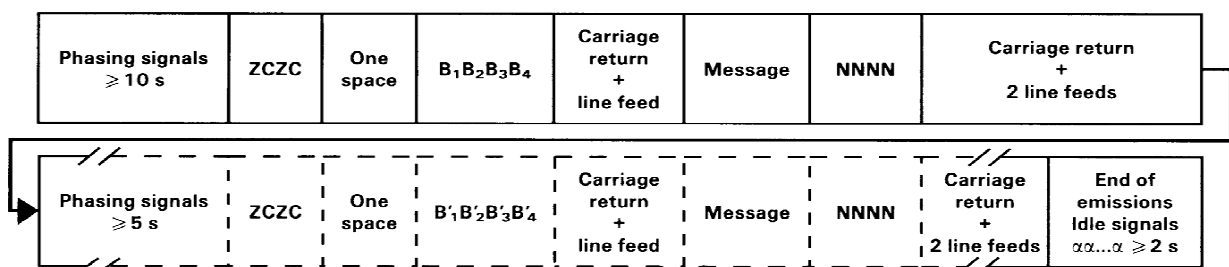 Phasing signals
⩾ 10 s
ZCZC
One
space
B₁B₂B₃B₄
Carriage
return
+
line feed
Message
NNNN
Carriage return
+
2 line feeds
Phasing signals
⩾ 5 s
ZCZC
One
space
B′₁B′₂B′₃B′₄
Carriage
return
+
line feed
Message
NNNN
Carriage
return
+
2 line feeds
End of
emissions
Idle signals
αα...α ⩾ 2 s